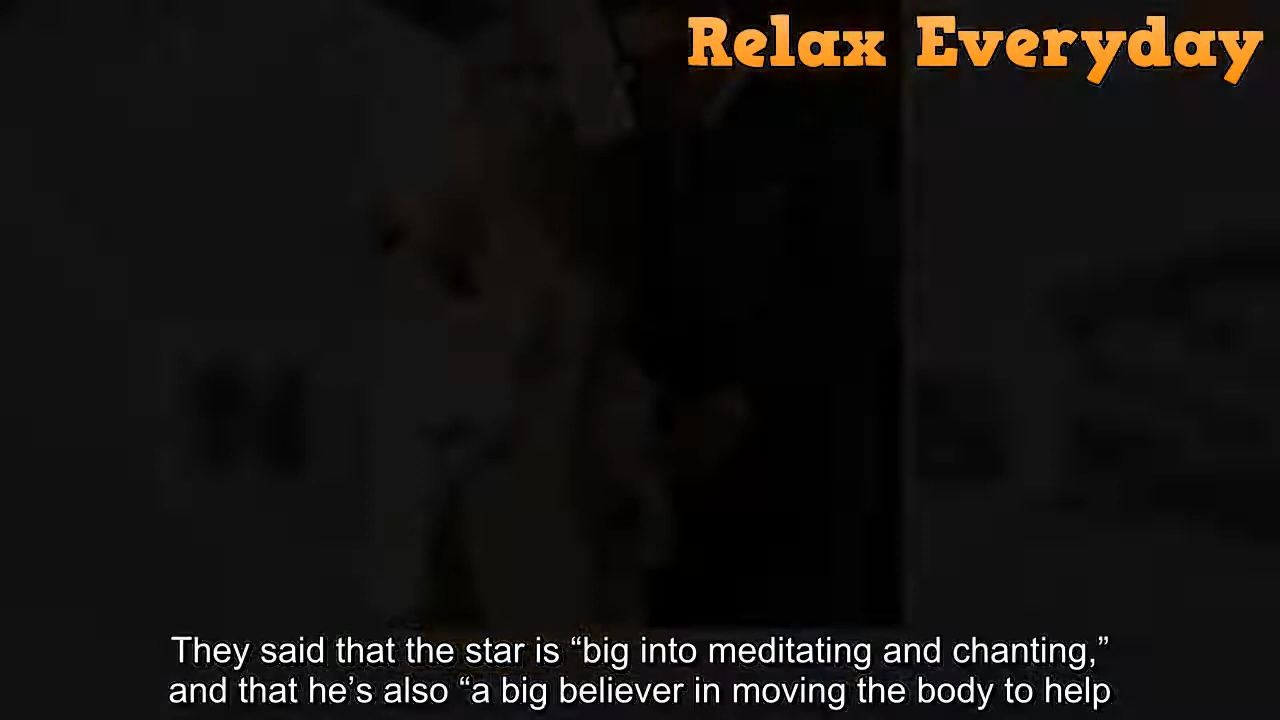 Relax Everyday
They said that the star is “big into meditating and chanting,”
and that he’s also “a big believer in moving the body to help